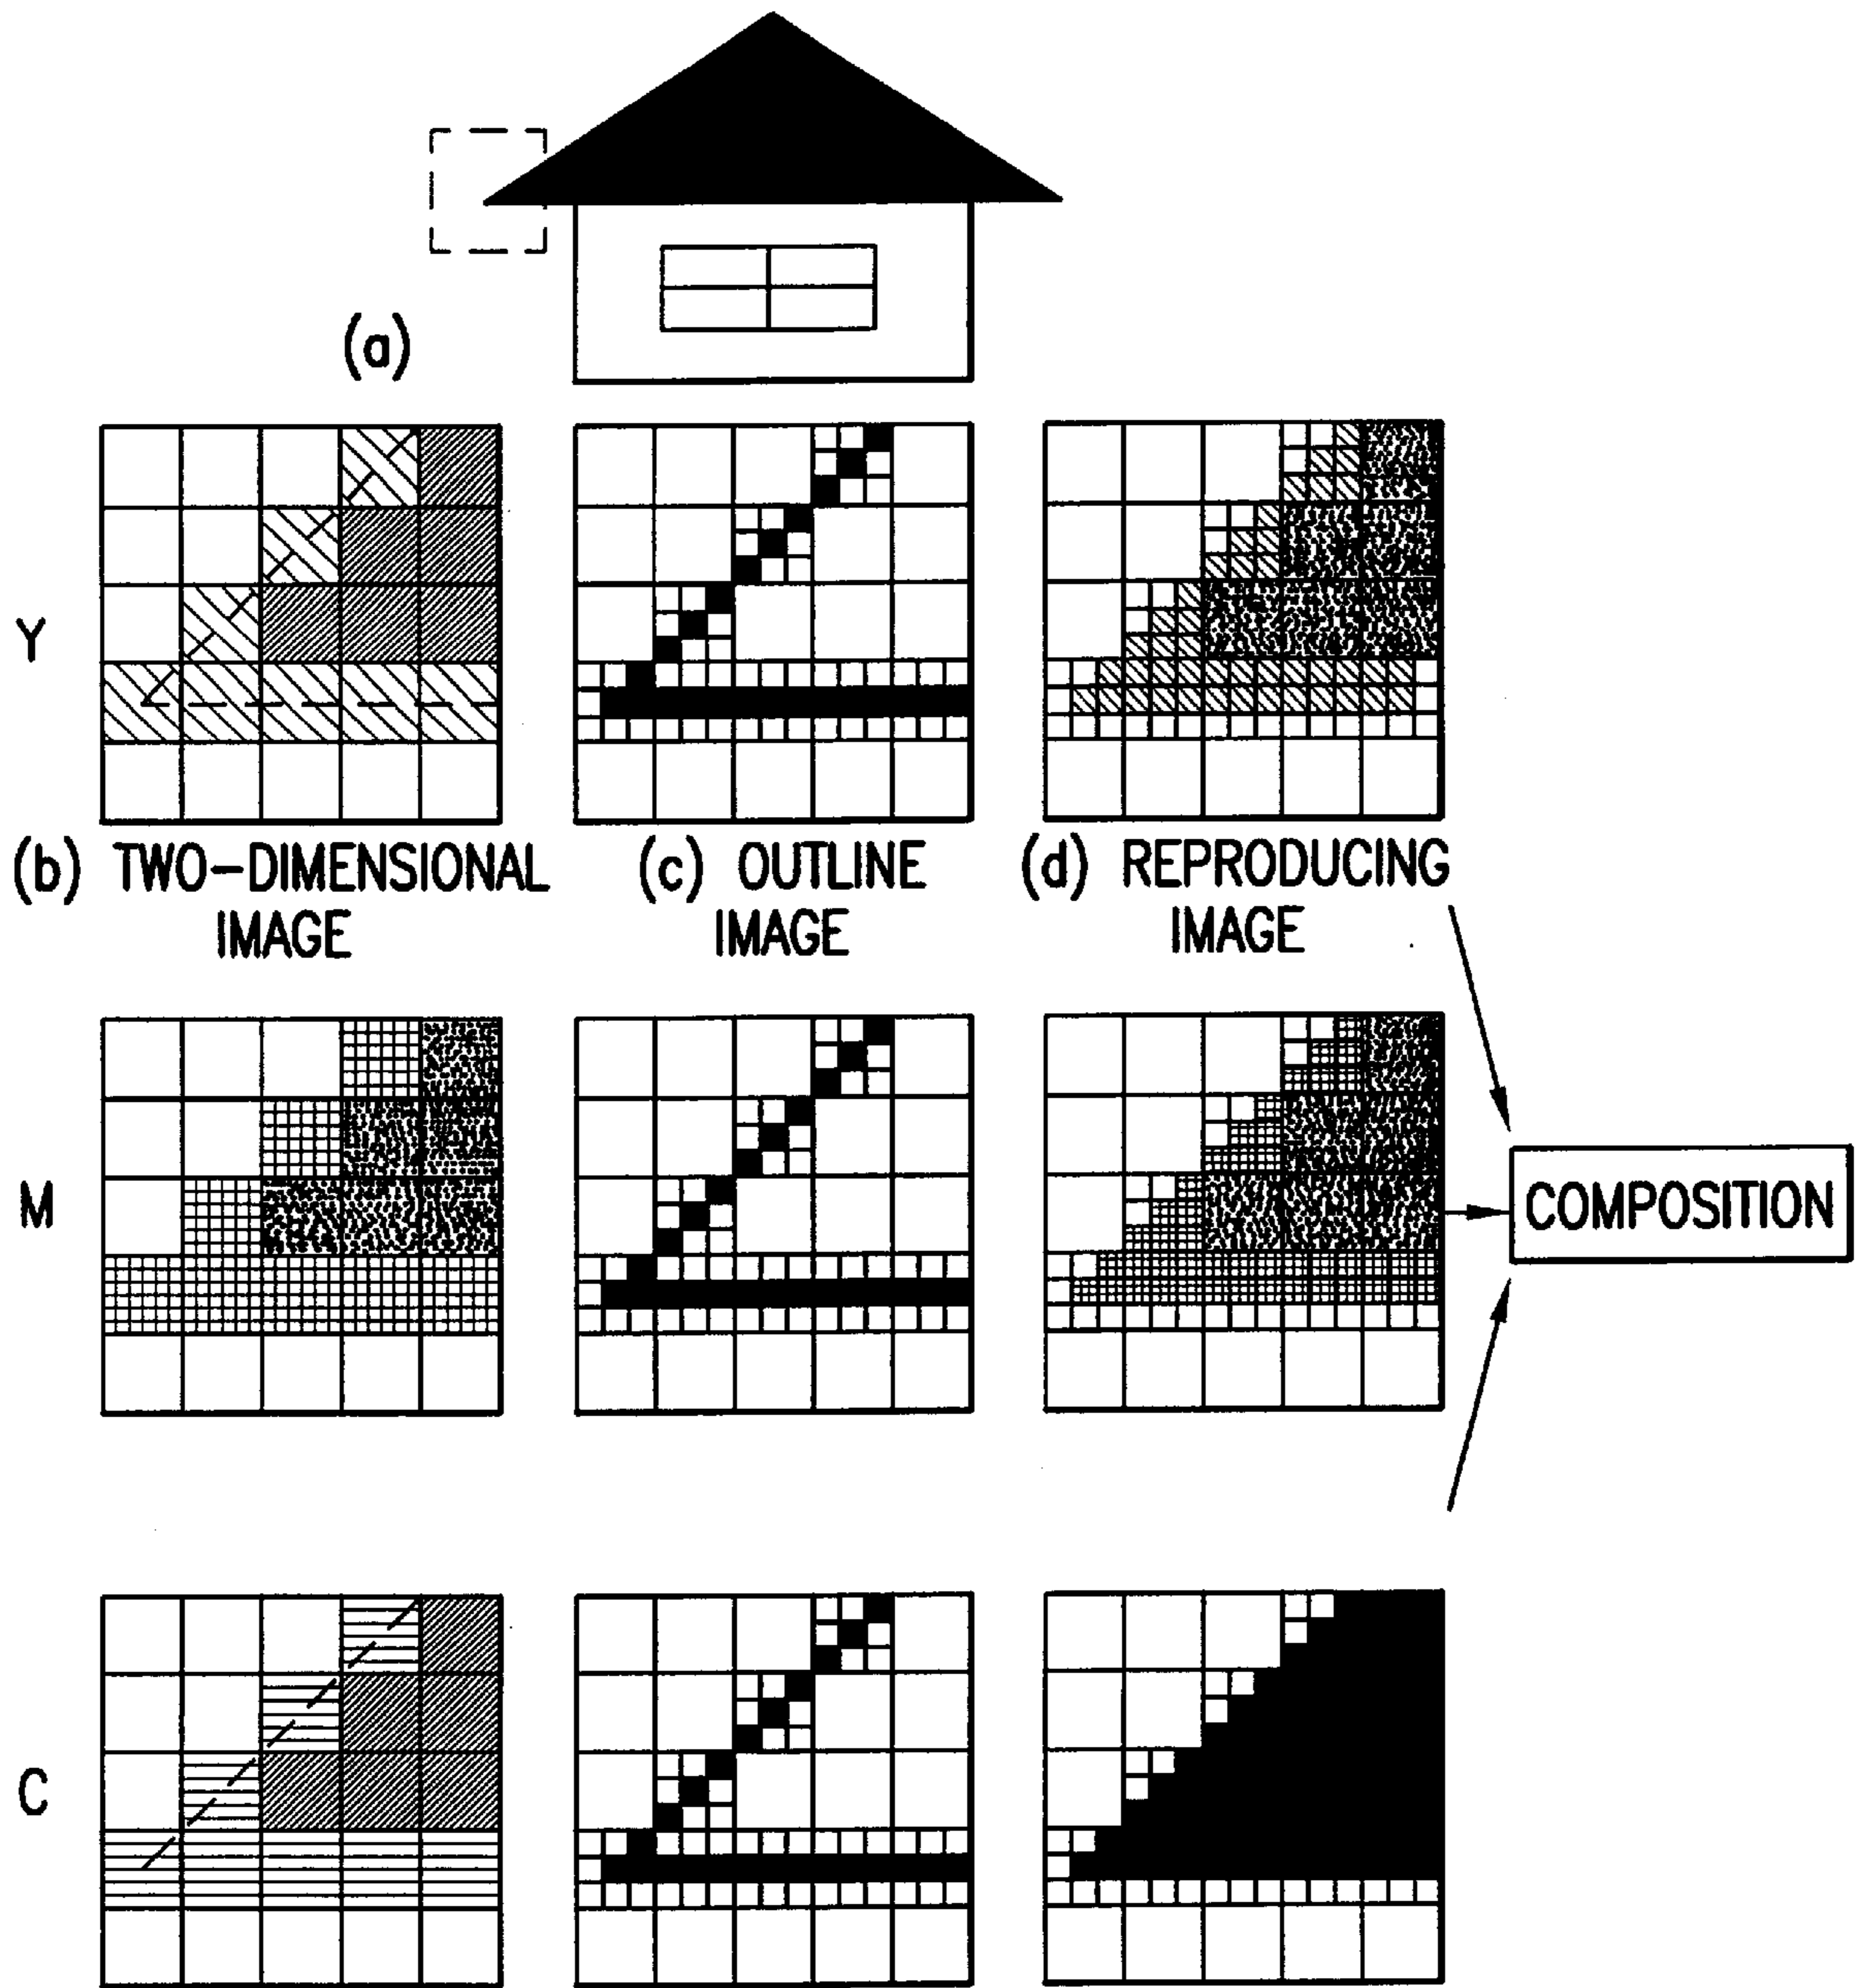 (a)
Y
(b) TWO-DIMENSIONAL
IMAGE
(c) OUTLINE
IMAGE
(d) REPRODUCING
IMAGE
M
COMPOSITION
C